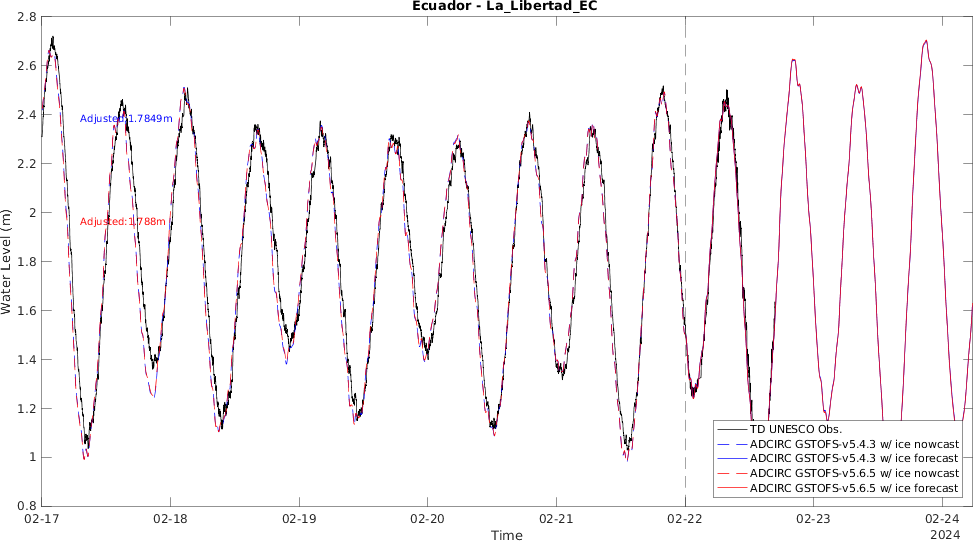 Ecuador - La_Libertad_EC
2.8
2.6
2.4
2.2
2
1.8
1.6
1.4
1.2
1
0.8
Water Level (m)
Adjusted:1.7849m
Adjusted:1.788m
TD UNESCO Obs.
ADCIRC GSTOFS-v5.4.3 w/ ice nowcast
ADCIRC GSTOFS-v5.4.3 w/ ice forecast
ADCIRC GSTOFS-v5.6.5 w/ ice nowcast
ADCIRC GSTOFS-v5.6.5 w/ ice forecast
02-17 02-18 02-19 02-20 02-21 02-22 02-23 02-24
Time
2024